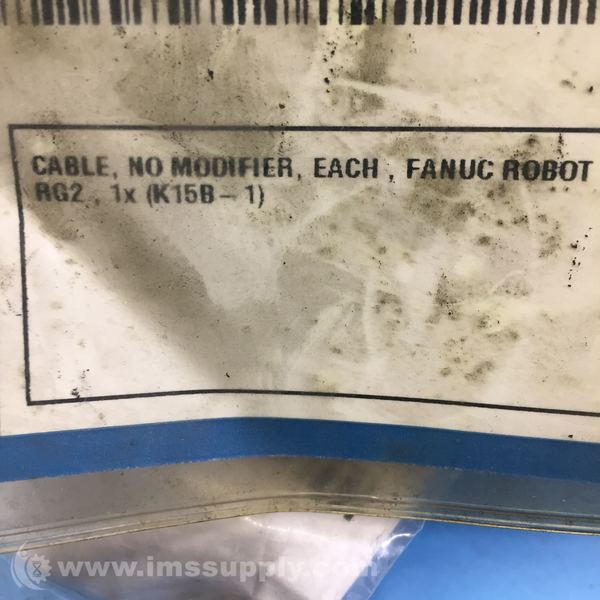 CABLE, NO MODIFIER, EACH , FANUC ROBOT
RG2 , 1x (K15B – 1)
www.imssupply.com